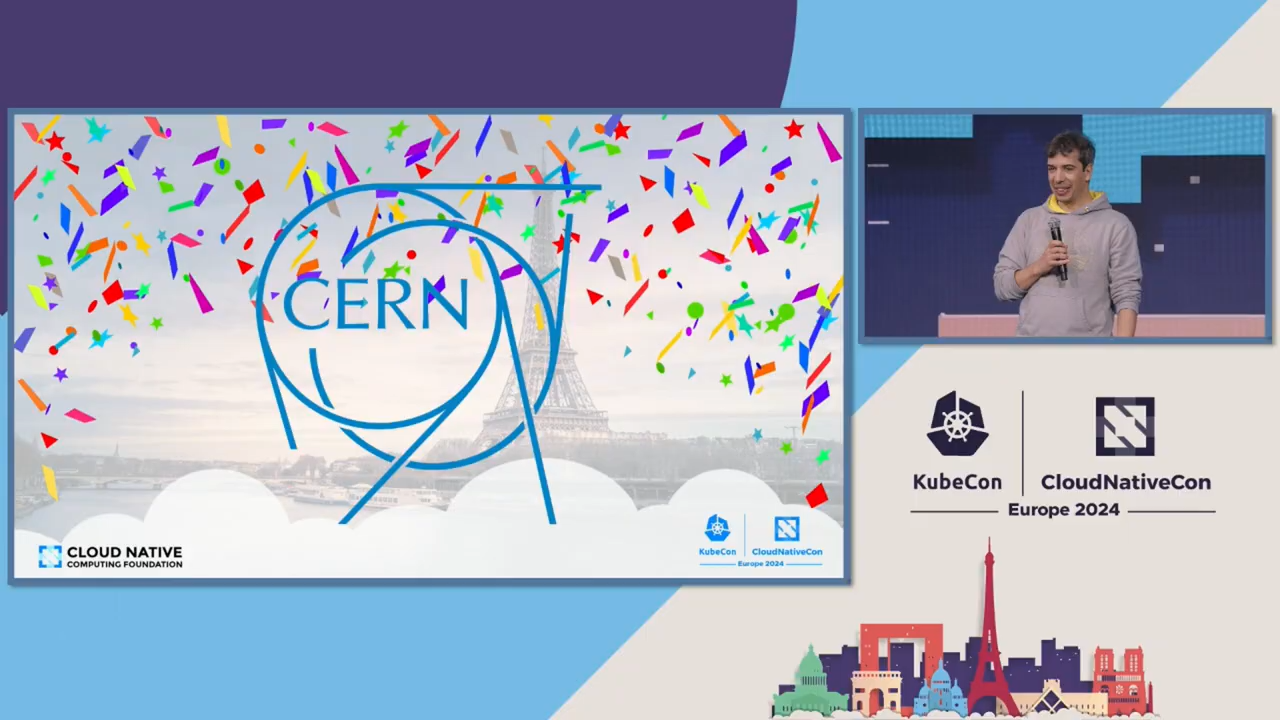 CERN
CLOUD NATIVE
COMPUTING FOUNDATION
KubeCon
CloudNativeCon
Europe 2024
KubeCon
CloudNativeCon
Europe 2024